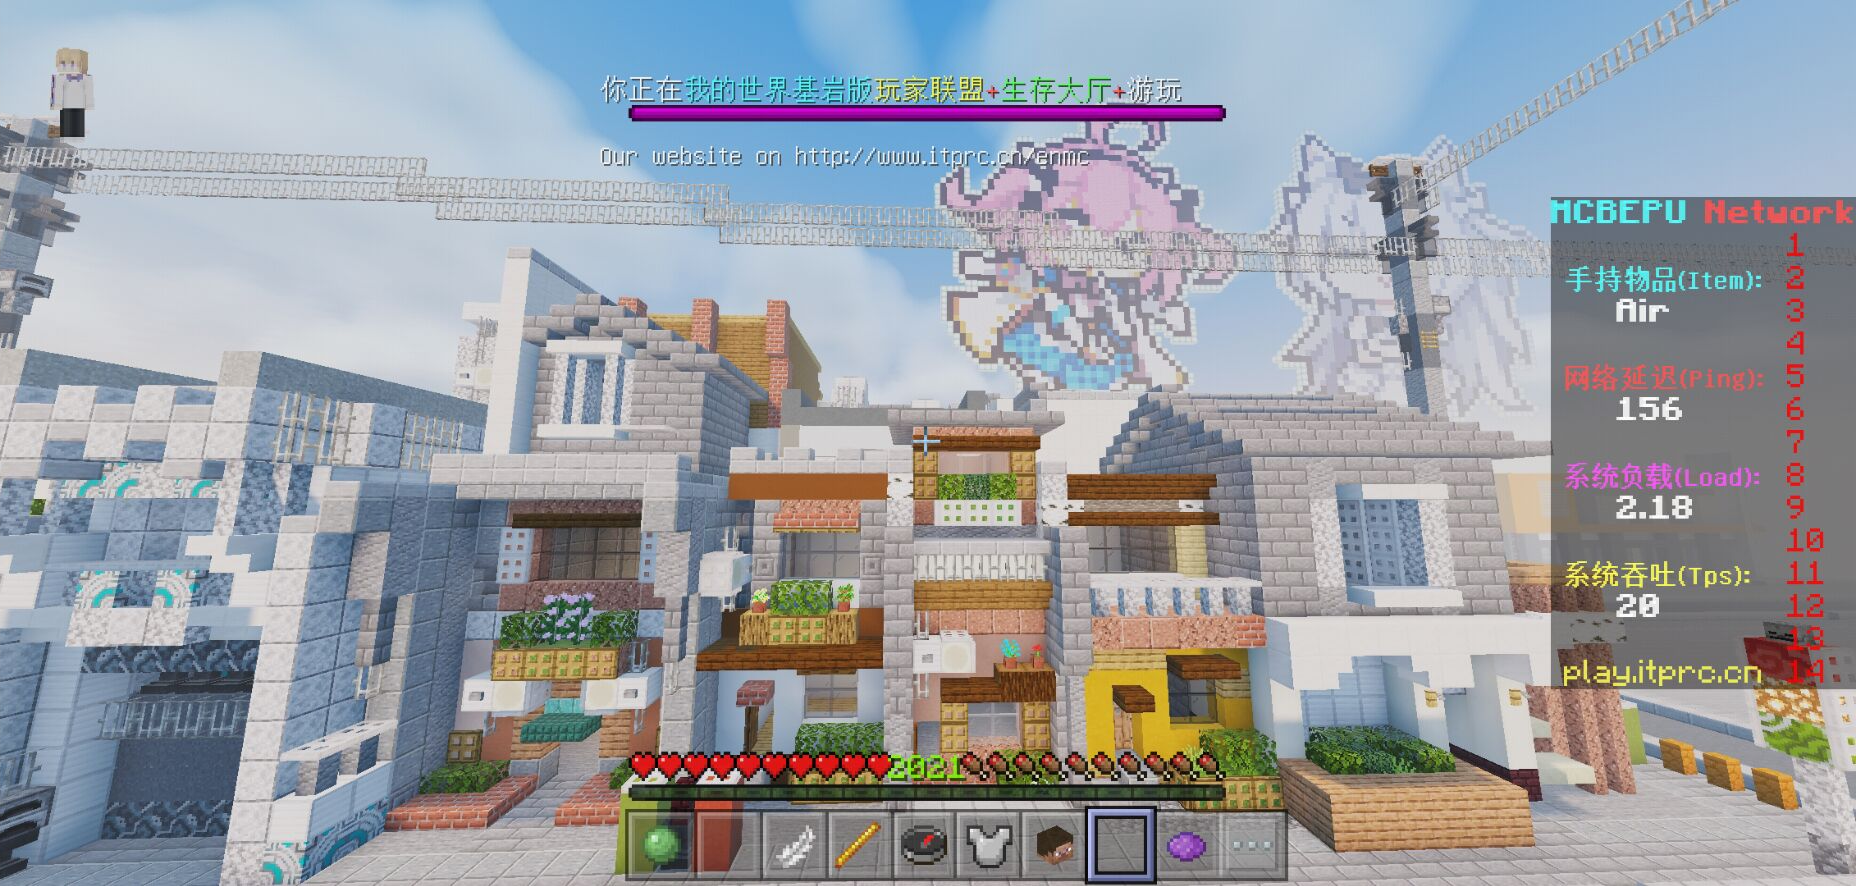 你正在我的世界基岩版玩家联盟+生存大厅+游玩
Our website on http://www.itprc.cn/enmc
MCBEPU Network
1
手持物品(Item): 2
Air 3
4
网络延迟(Ping): 5
156 6
7
系统负载(Load): 8
2.18 9
10
系统吞吐(Tps): 11
20 12
13
play.itprc.cn 14
2021